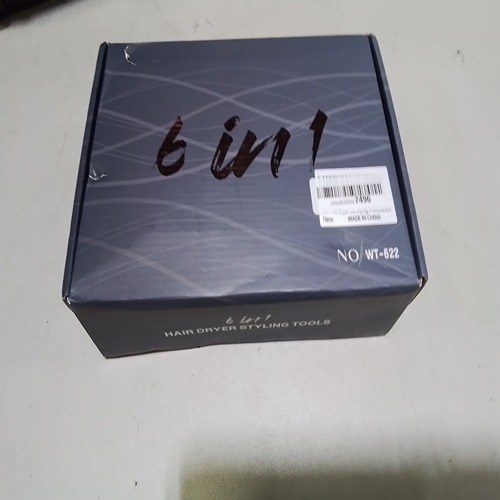 6 in 1
7496
New
MADE IN CHINA
NO/ WT-622
6 in 1
HAIR DRYER STYLING TOOLS